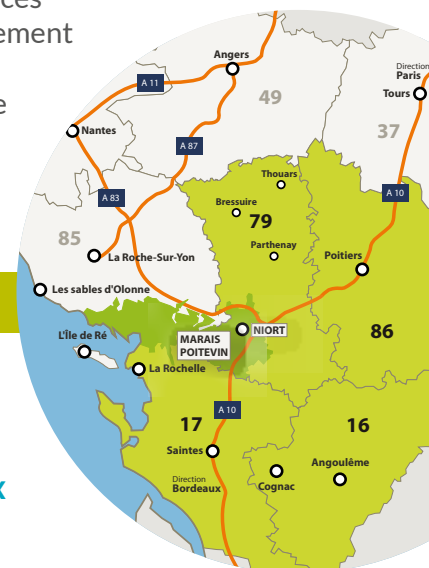 ces
ement
e
Angers
Direction
Paris
A 11
Tours
49
Nantes
37
A 87
Thouars
A 83
A 10
Bressuire
79
85
Parthenay
La Roche-Sur-Yon
Poitiers
Les sables d'Olonne
NIORT
L'Île de Ré
MARAIS
POITEVIN
86
La Rochelle
17
A 10
16
Saintes
Angoulême
Direction
Bordeaux
Cognac
x